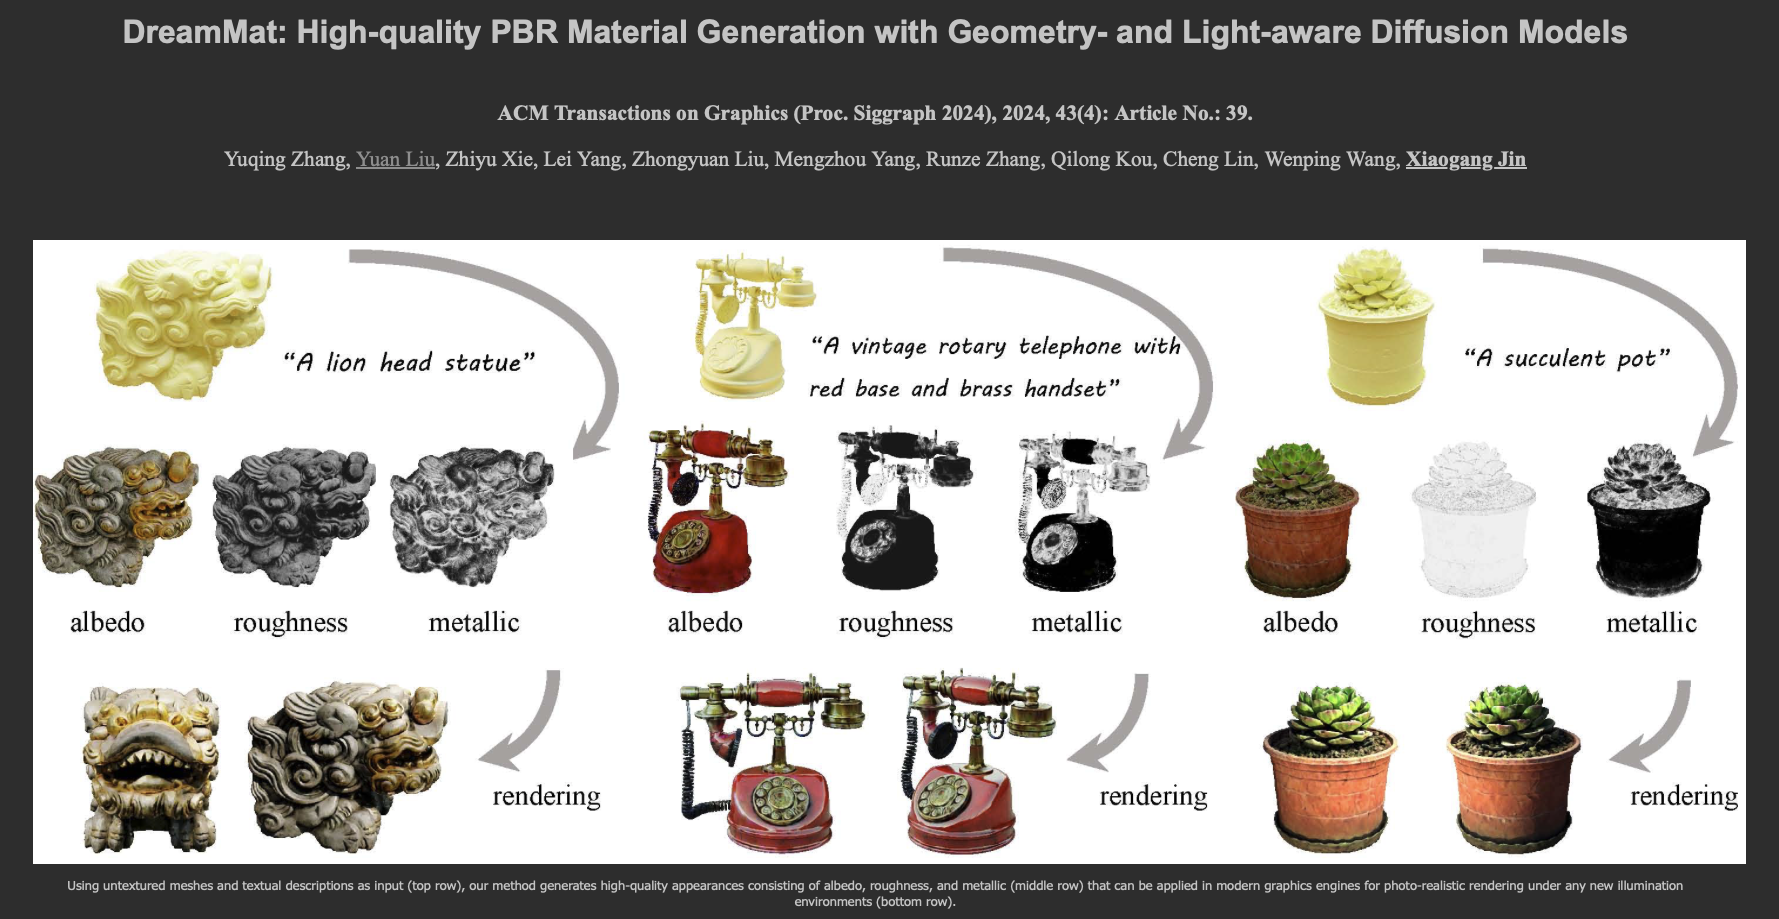 DreamMat: High-quality PBR Material Generation with Geometry- and Light-aware Diffusion Models
ACM Transactions on Graphics (Proc. Siggraph 2024), 2024, 43(4): Article No.: 39.
Yuqing Zhang, Yuan Liu, Zhiyu Xie, Lei Yang, Zhongyuan Liu, Mengzhou Yang, Runze Zhang, Qilong Kou, Cheng Lin, Wenping Wang, Xiaogang Jin
“A lion head statue”
“A vintage rotary telephone with
red base and brass handset”
“A succulent pot”
albedo roughness metallic albedo roughness metallic albedo roughness metallic
rendering rendering rendering
Using untextured meshes and textual descriptions as input (top row), our method generates high-quality appearances consisting of albedo, roughness, and metallic (middle row) that can be applied in modern graphics engines for photo-realistic rendering under any new illumination
environments (bottom row).